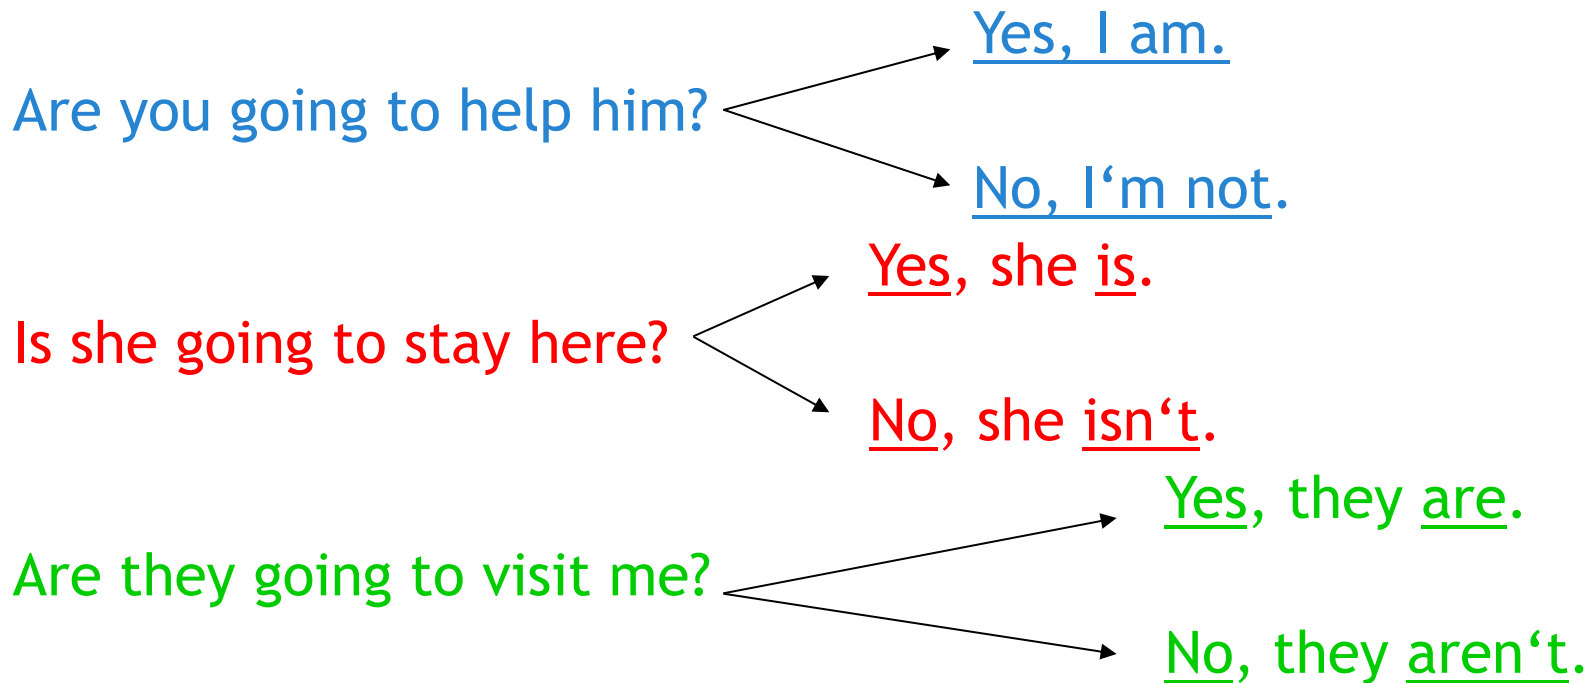 Yes, I am.
Are you going to help him?
No, I‘m not.
Yes, she is.
Is she going to stay here?
No, she isn‘t.
Yes, they are.
Are they going to visit me?
No, they aren‘t.